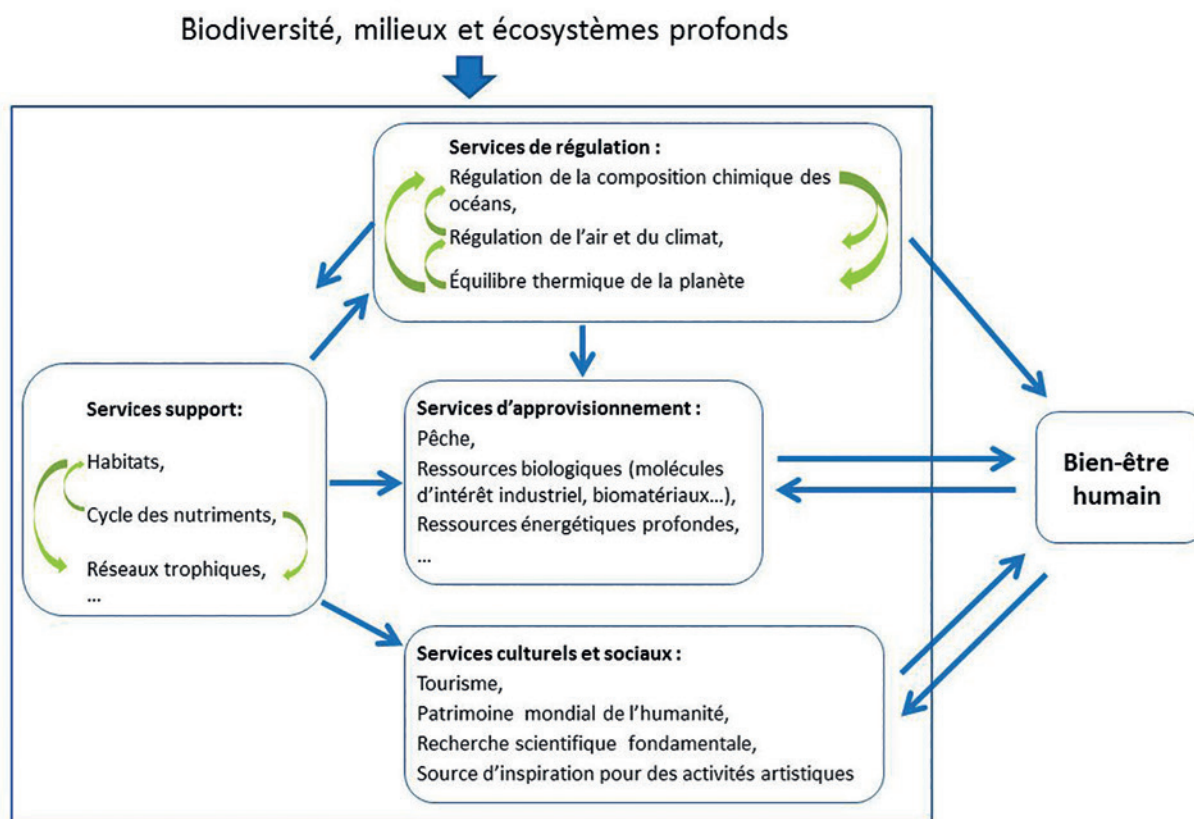 Biodiversité, milieux et écosystèmes profonds
Services de régulation :
Régulation de la composition chimique des
océans,
Régulation de l'air et du climat,
Équilibre thermique de la planète
Services support:
Habitats,
Cycle des nutriments,
Réseaux trophiques,
...
Services d'approvisionnement :
Pêche,
Ressources biologiques (molécules
d'intérêt industriel, biomatériaux...),
Ressources énergétiques profondes,
...
Bien-être
humain
Services culturels et sociaux :
Tourisme,
Patrimoine mondial de l'humanité,
Recherche scientifique fondamentale,
Source d'inspiration pour des activités artistiques